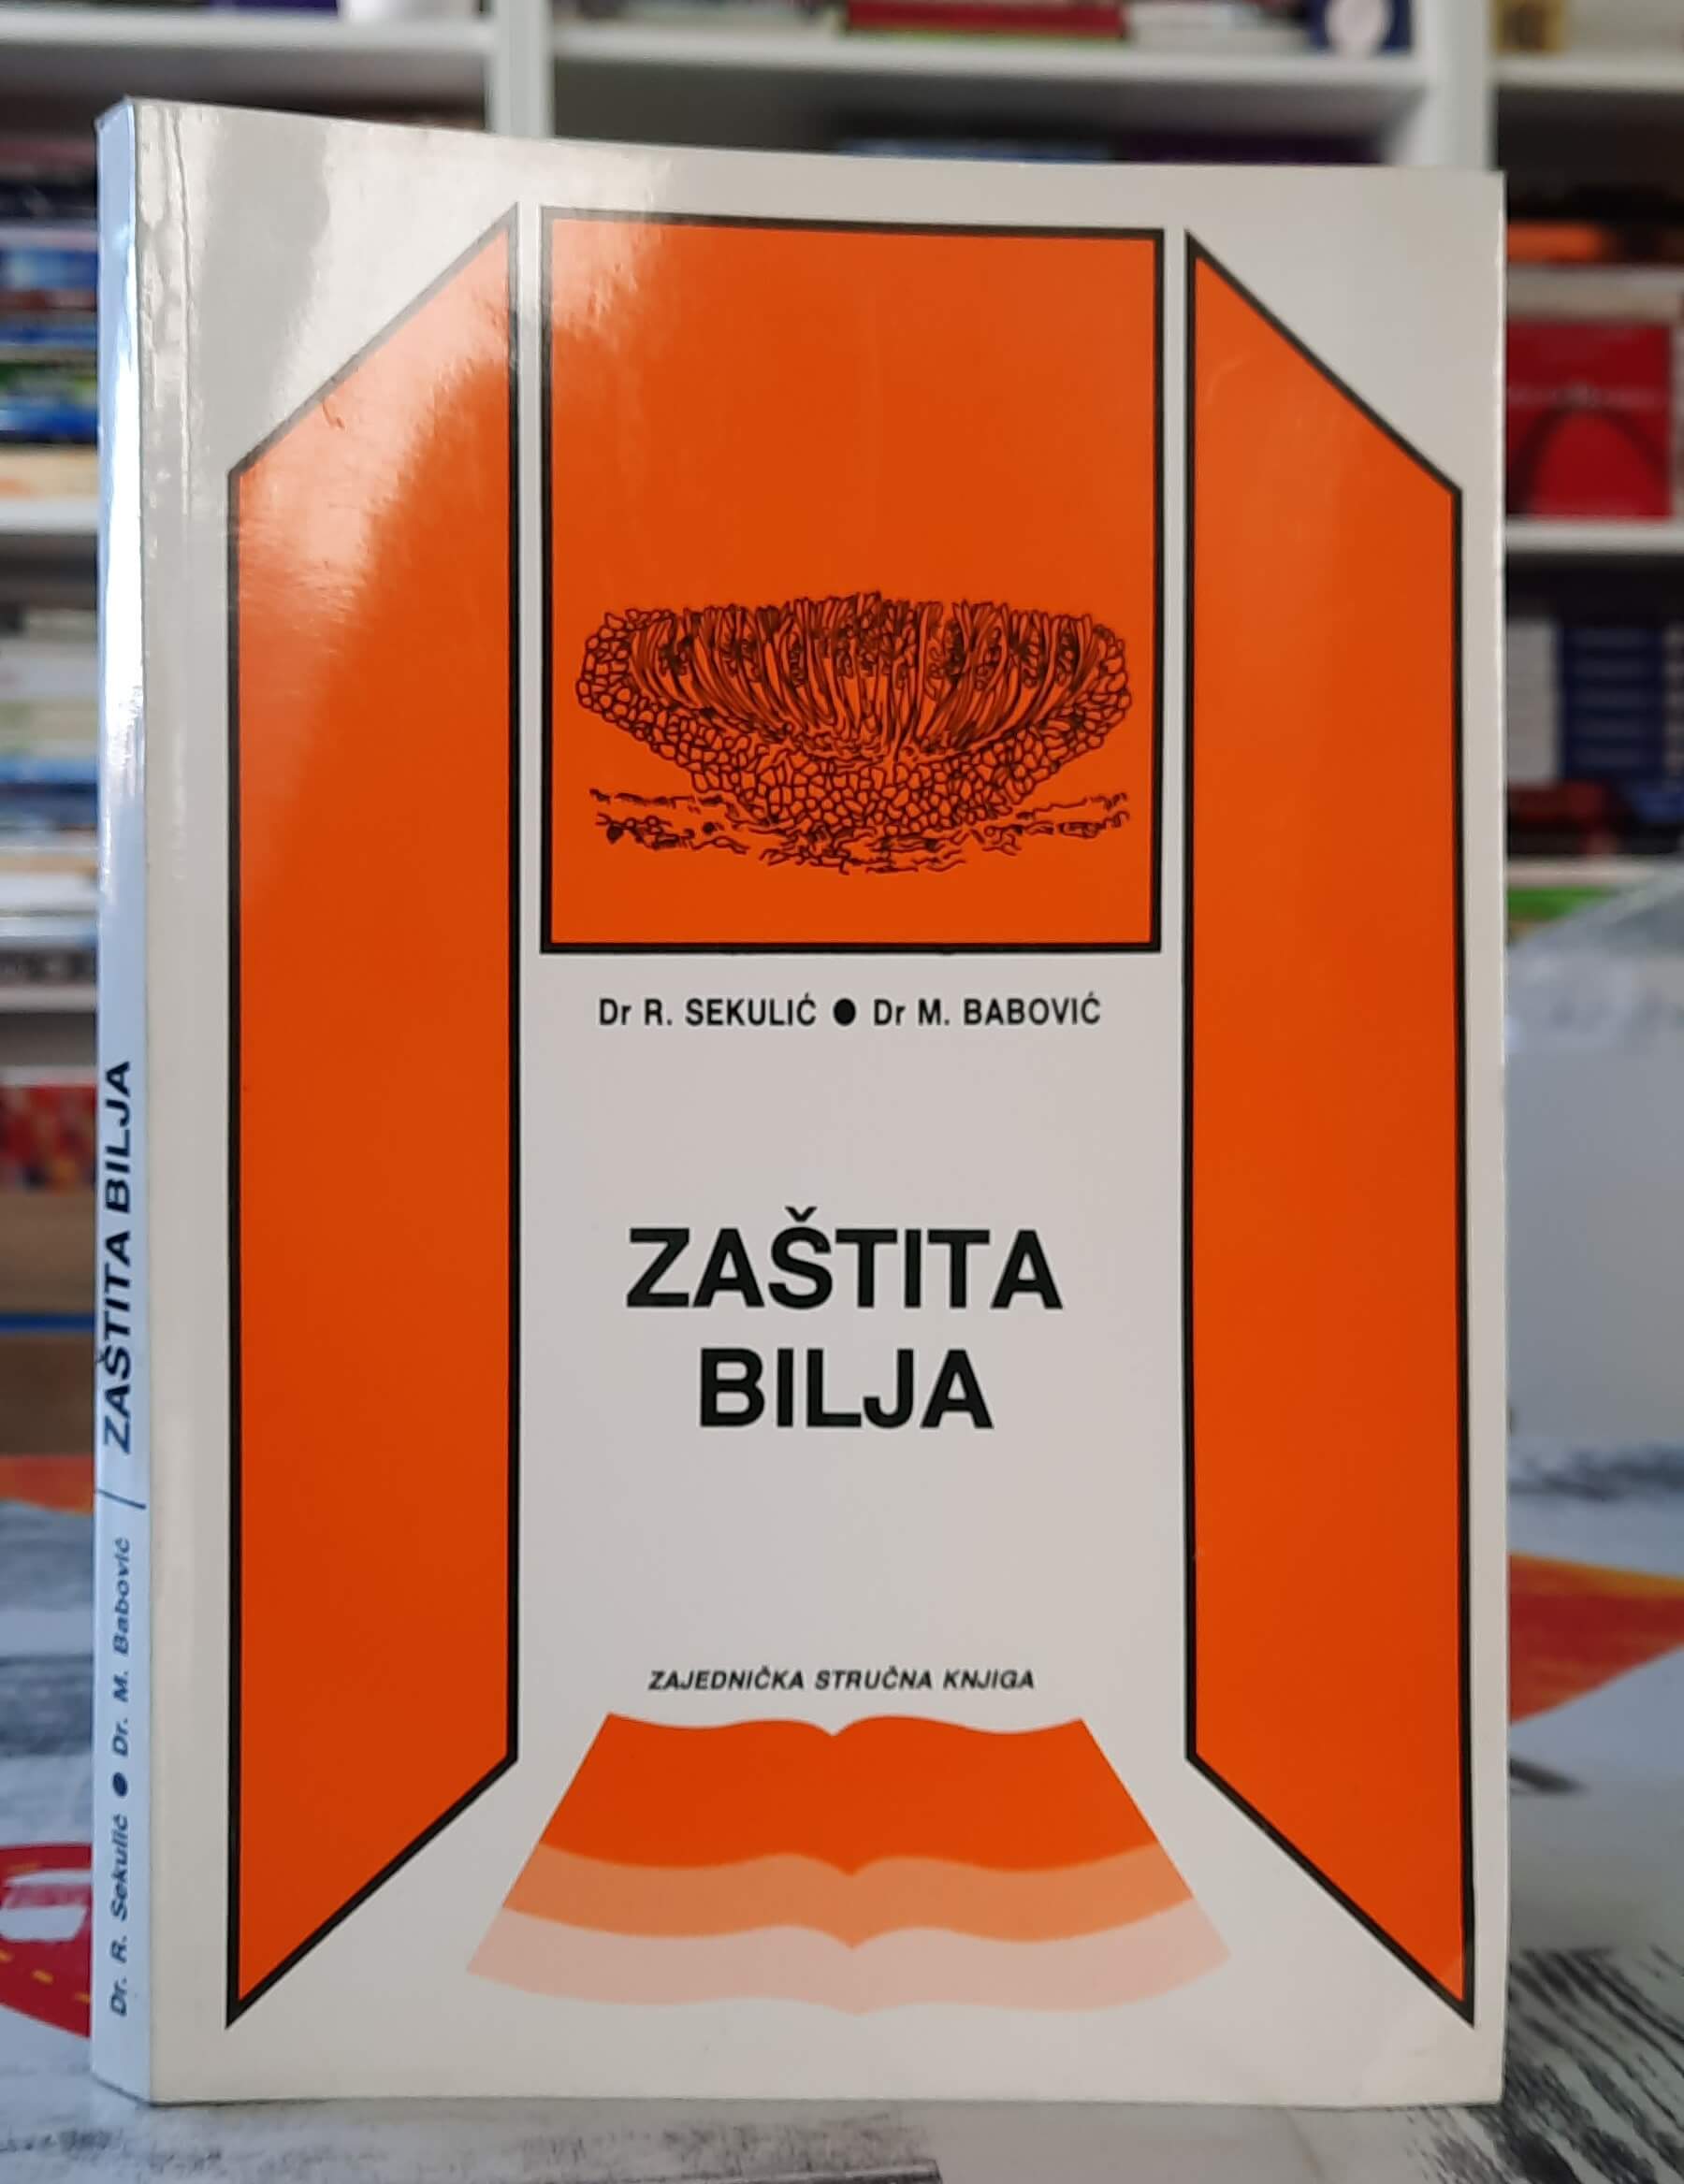 Dr R. SEKULIĆ ● Dr M. BABOVIĆ
ZAŠTITA
BILJA
ZAJEDNIČKA STRUČNA KNJIGA
Dr. R. Sekulić ● Dr. M. Babović / ZAŠTITA BILJA